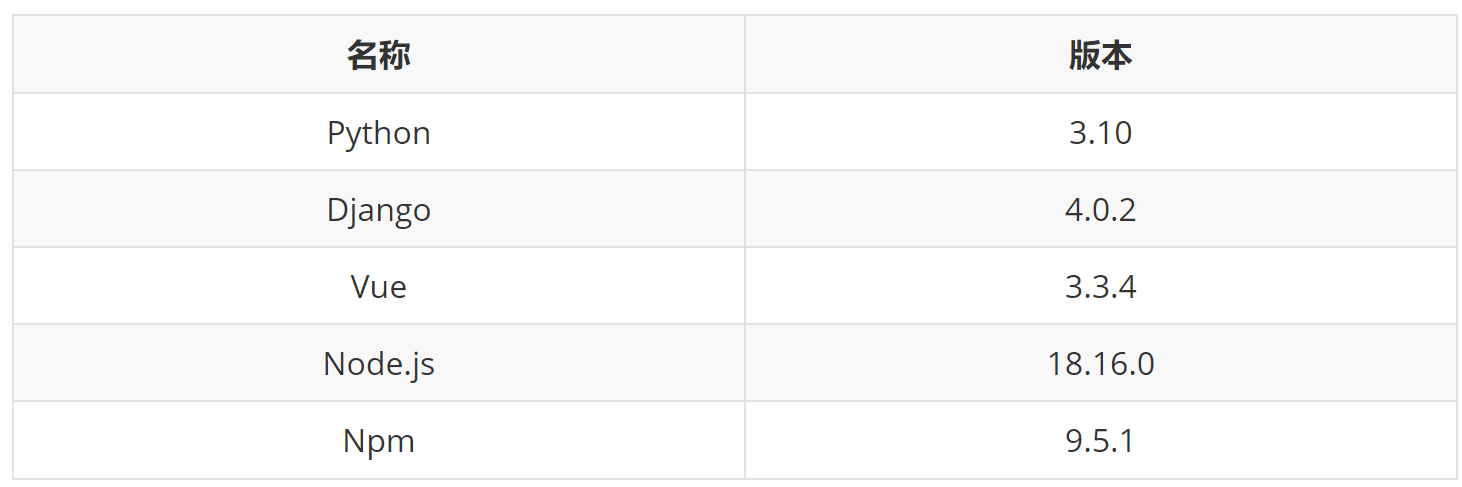 名称 版本
Python 3.10
Django 4.0.2
Vue 3.3.4
Node.js 18.16.0
Npm 9.5.1